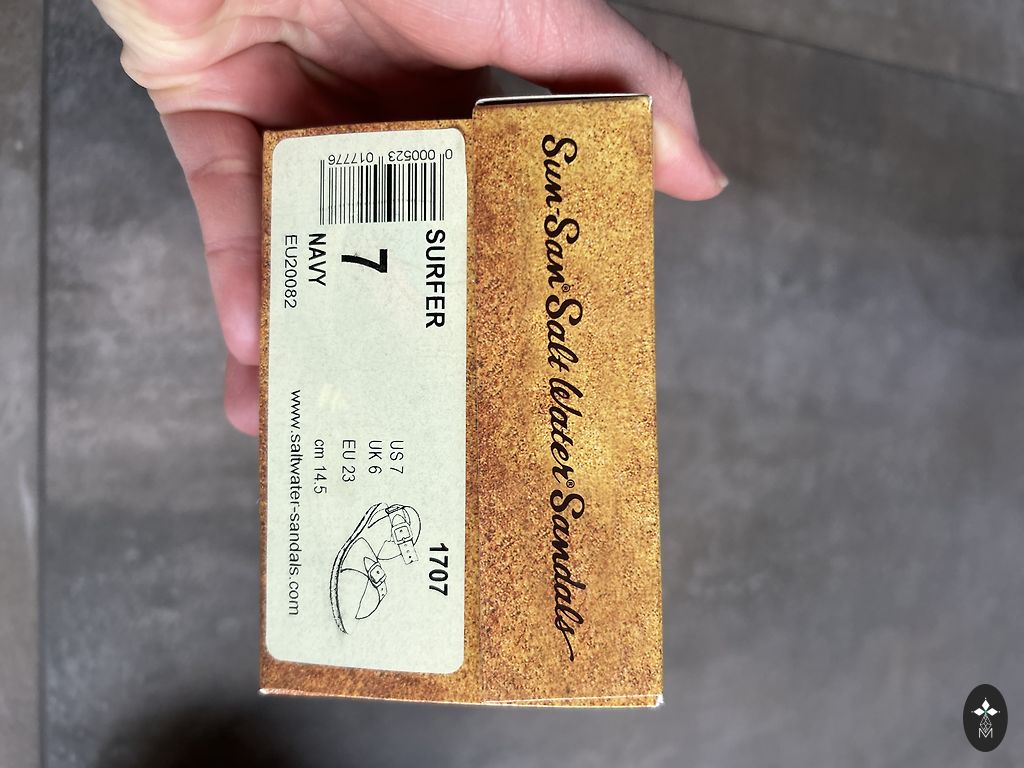 Sun-San® Salt Water® Sandals
SURFER
1707
7
NAVY
EU20082
0 000523 017776
US 7
UK 6
EU 23
cm 14.5
www.saltwater-sandals.com
M